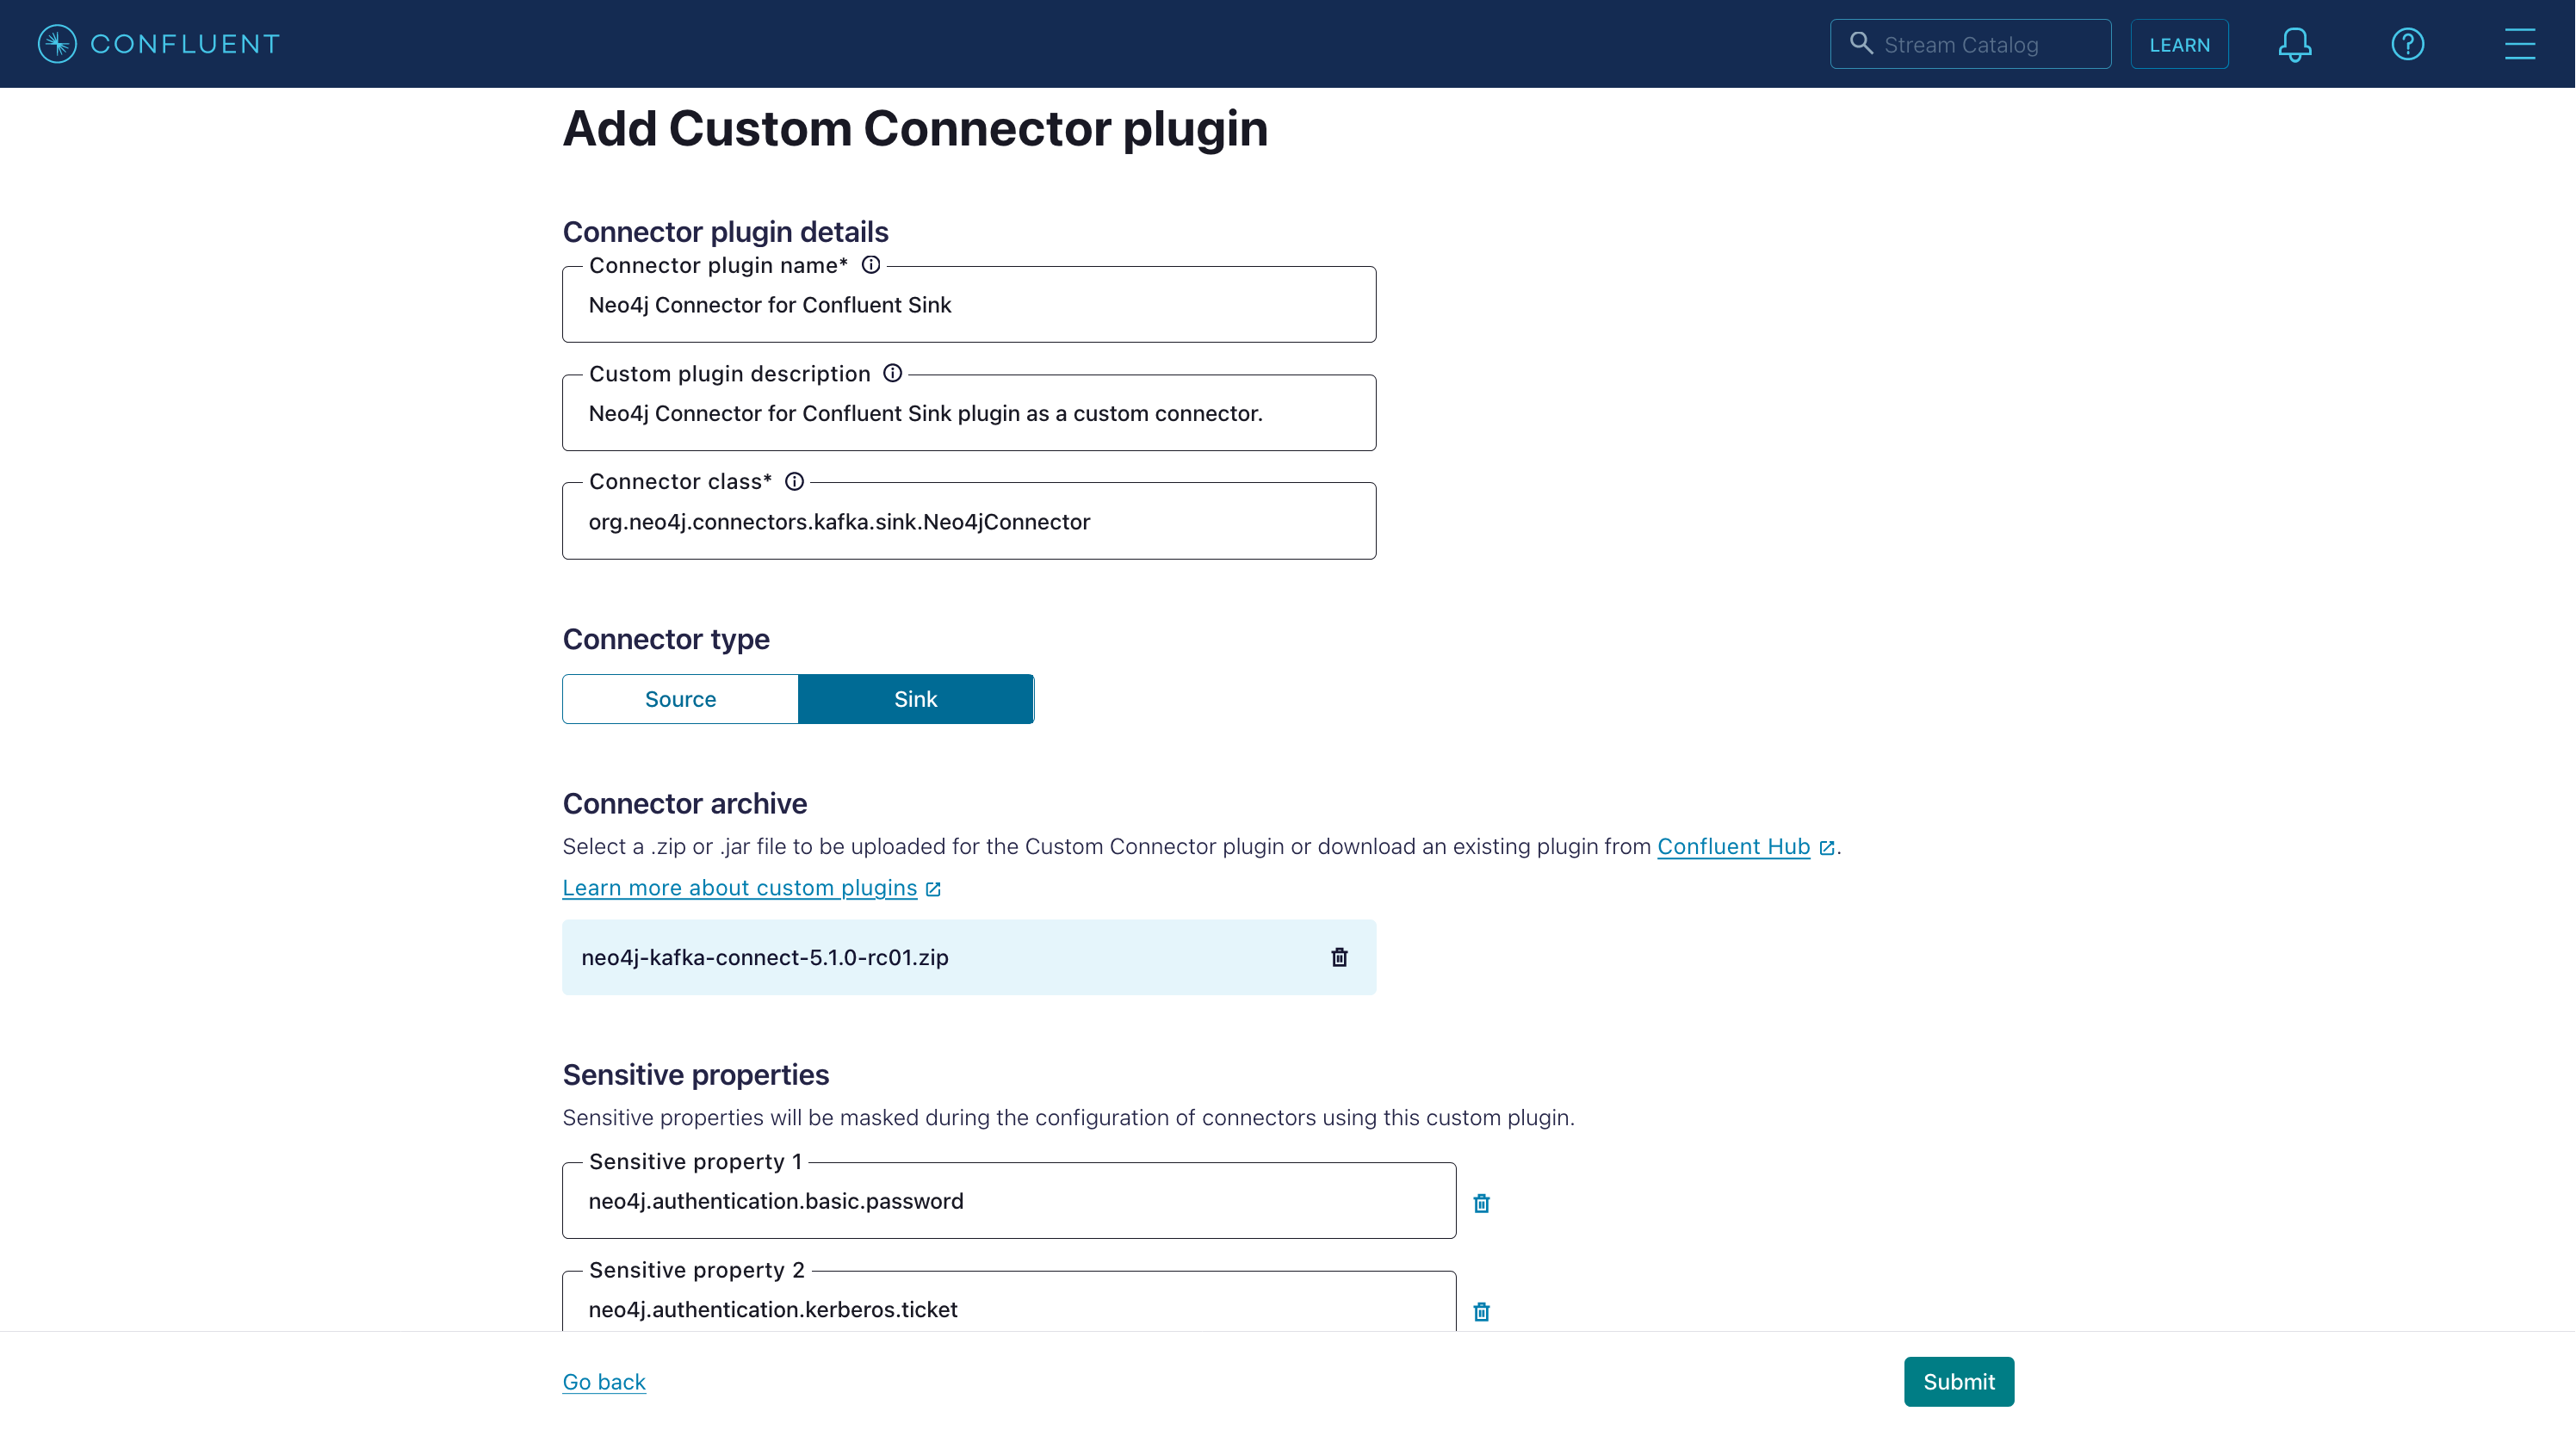 CONFLUENT
Stream Catalog
LEARN
Add Custom Connector plugin
Connector plugin details
Connector plugin name*
Neo4j Connector for Confluent Sink
Custom plugin description
Neo4j Connector for Confluent Sink plugin as a custom connector.
Connector class*
org.neo4j.connectors.kafka.sink.Neo4jConnector
Connector type
Source
Sink
Connector archive
Select a .zip or .jar file to be uploaded for the Custom Connector plugin or download an existing plugin from Confluent Hub.
Learn more about custom plugins
neo4j-kafka-connect-5.1.0-rc01.zip
Sensitive properties
Sensitive properties will be masked during the configuration of connectors using this custom plugin.
Sensitive property 1
neo4j.authentication.basic.password
Sensitive property 2
neo4j.authentication.kerberos.ticket
Go back
Submit